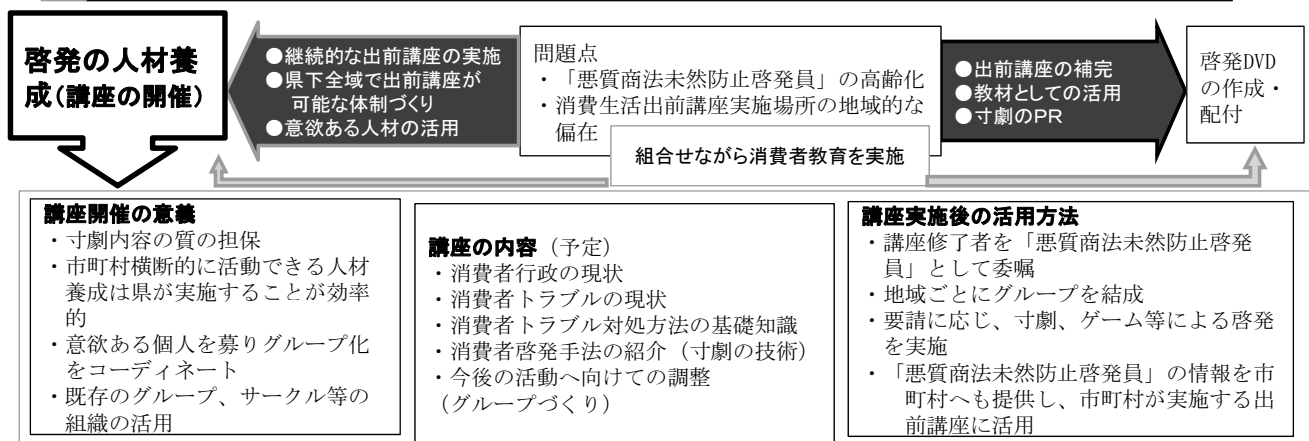 啓発の人材養
成(講座の開催)
●継続的な出前講座の実施
●県下全域で出前講座が
可能な体制づくり
●意欲ある人材の活用
問題点
・「悪質商法未然防止啓発員」の高齢化
・消費生活出前講座実施場所の地域的な
偏在
●出前講座の補完
●教材としての活用
●寸劇のPR
啓発DVD
の作成・
配付
組合せながら消費者教育を実施
講座開催の意義
・寸劇内容の質の担保
・市町村横断的に活動できる人材
養成は県が実施することが効率
的
・意欲ある個人を募りグループ化
をコーディネート
・既存のグループ、サークル等の
組織の活用
講座の内容（予定）
・消費者行政の現状
・消費者トラブルの現状
・消費者トラブル対処方法の基礎知識
・消費者啓発手法の紹介（寸劇の技術）
・今後の活動へ向けての調整
（グループづくり）
講座実施後の活用方法
・講座修了者を「悪質商法未然防止啓発
員」として委嘱
・地域ごとにグループを結成
・要請に応じ、寸劇、ゲーム等による啓発
を実施
・「悪質商法未然防止啓発員」の情報を市
町村へも提供し、市町村が実施する出
前講座に活用